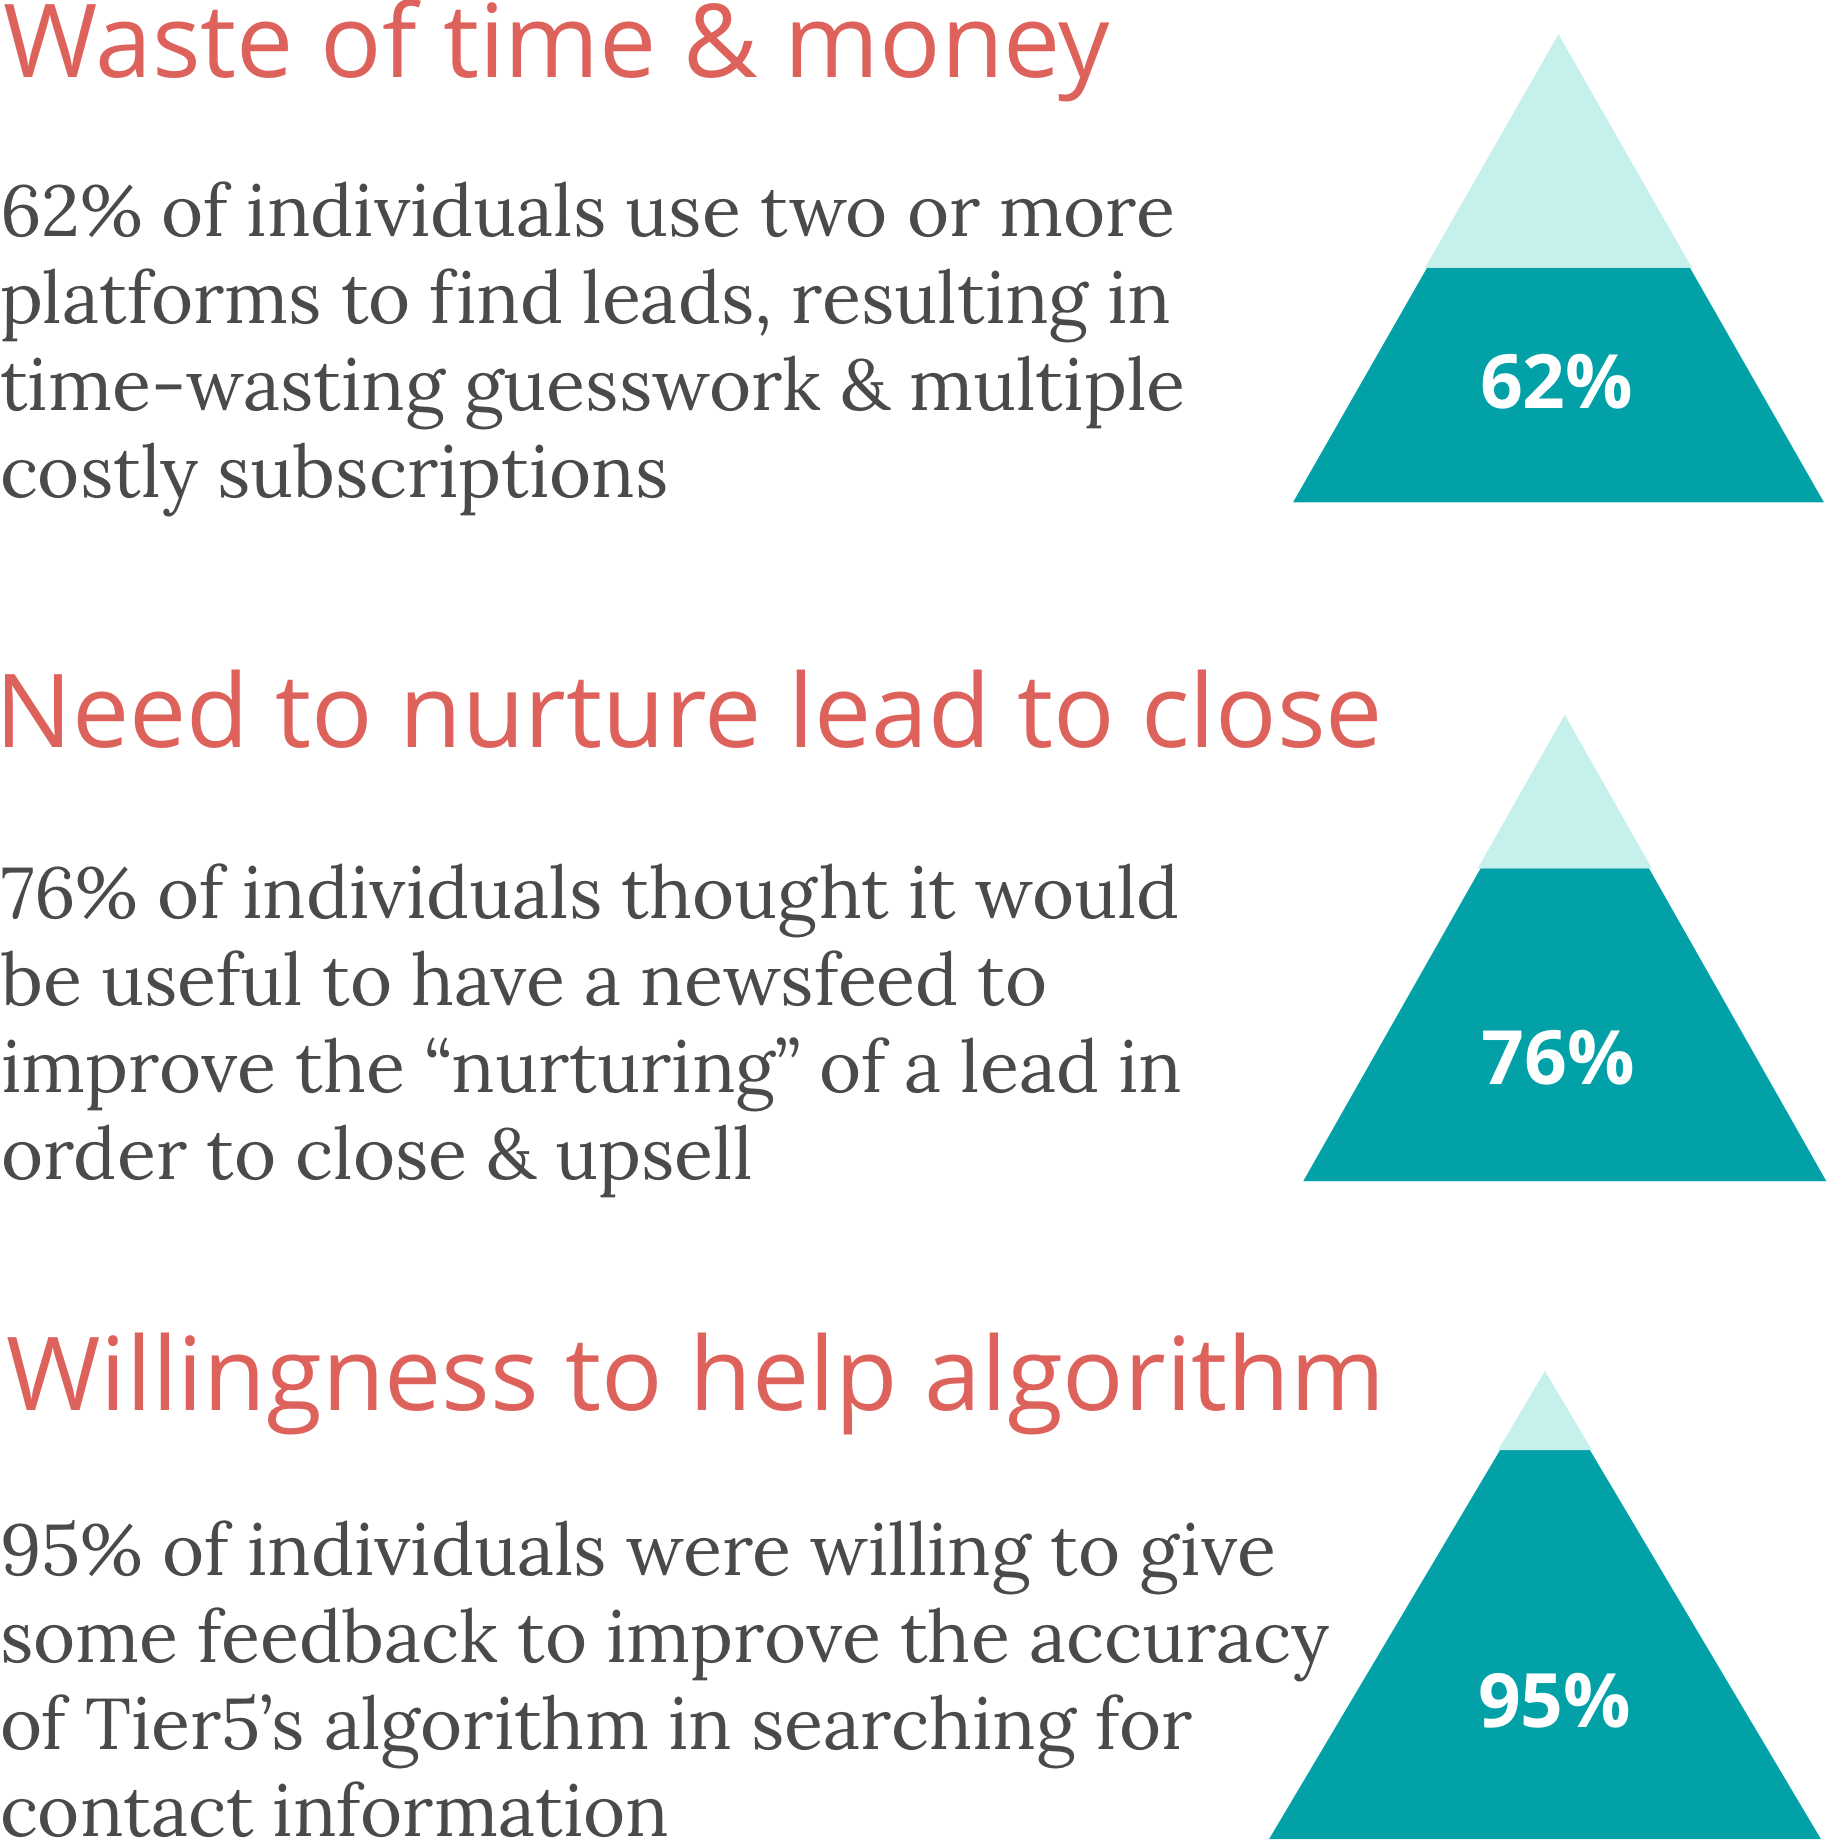 Waste of time & money
62% of individuals use two or more
platforms to find leads, resulting in
time-wasting guesswork & multiple
costly subscriptions
62%
Need to nurture lead to close
76% of individuals thought it would
be useful to have a newsfeed to
improve the “nurturing” of a lead in
order to close & upsell
76%
Willingness to help algorithm
95% of individuals were willing to give
some feedback to improve the accuracy
of Tier5’s algorithm in searching for
contact information
95%